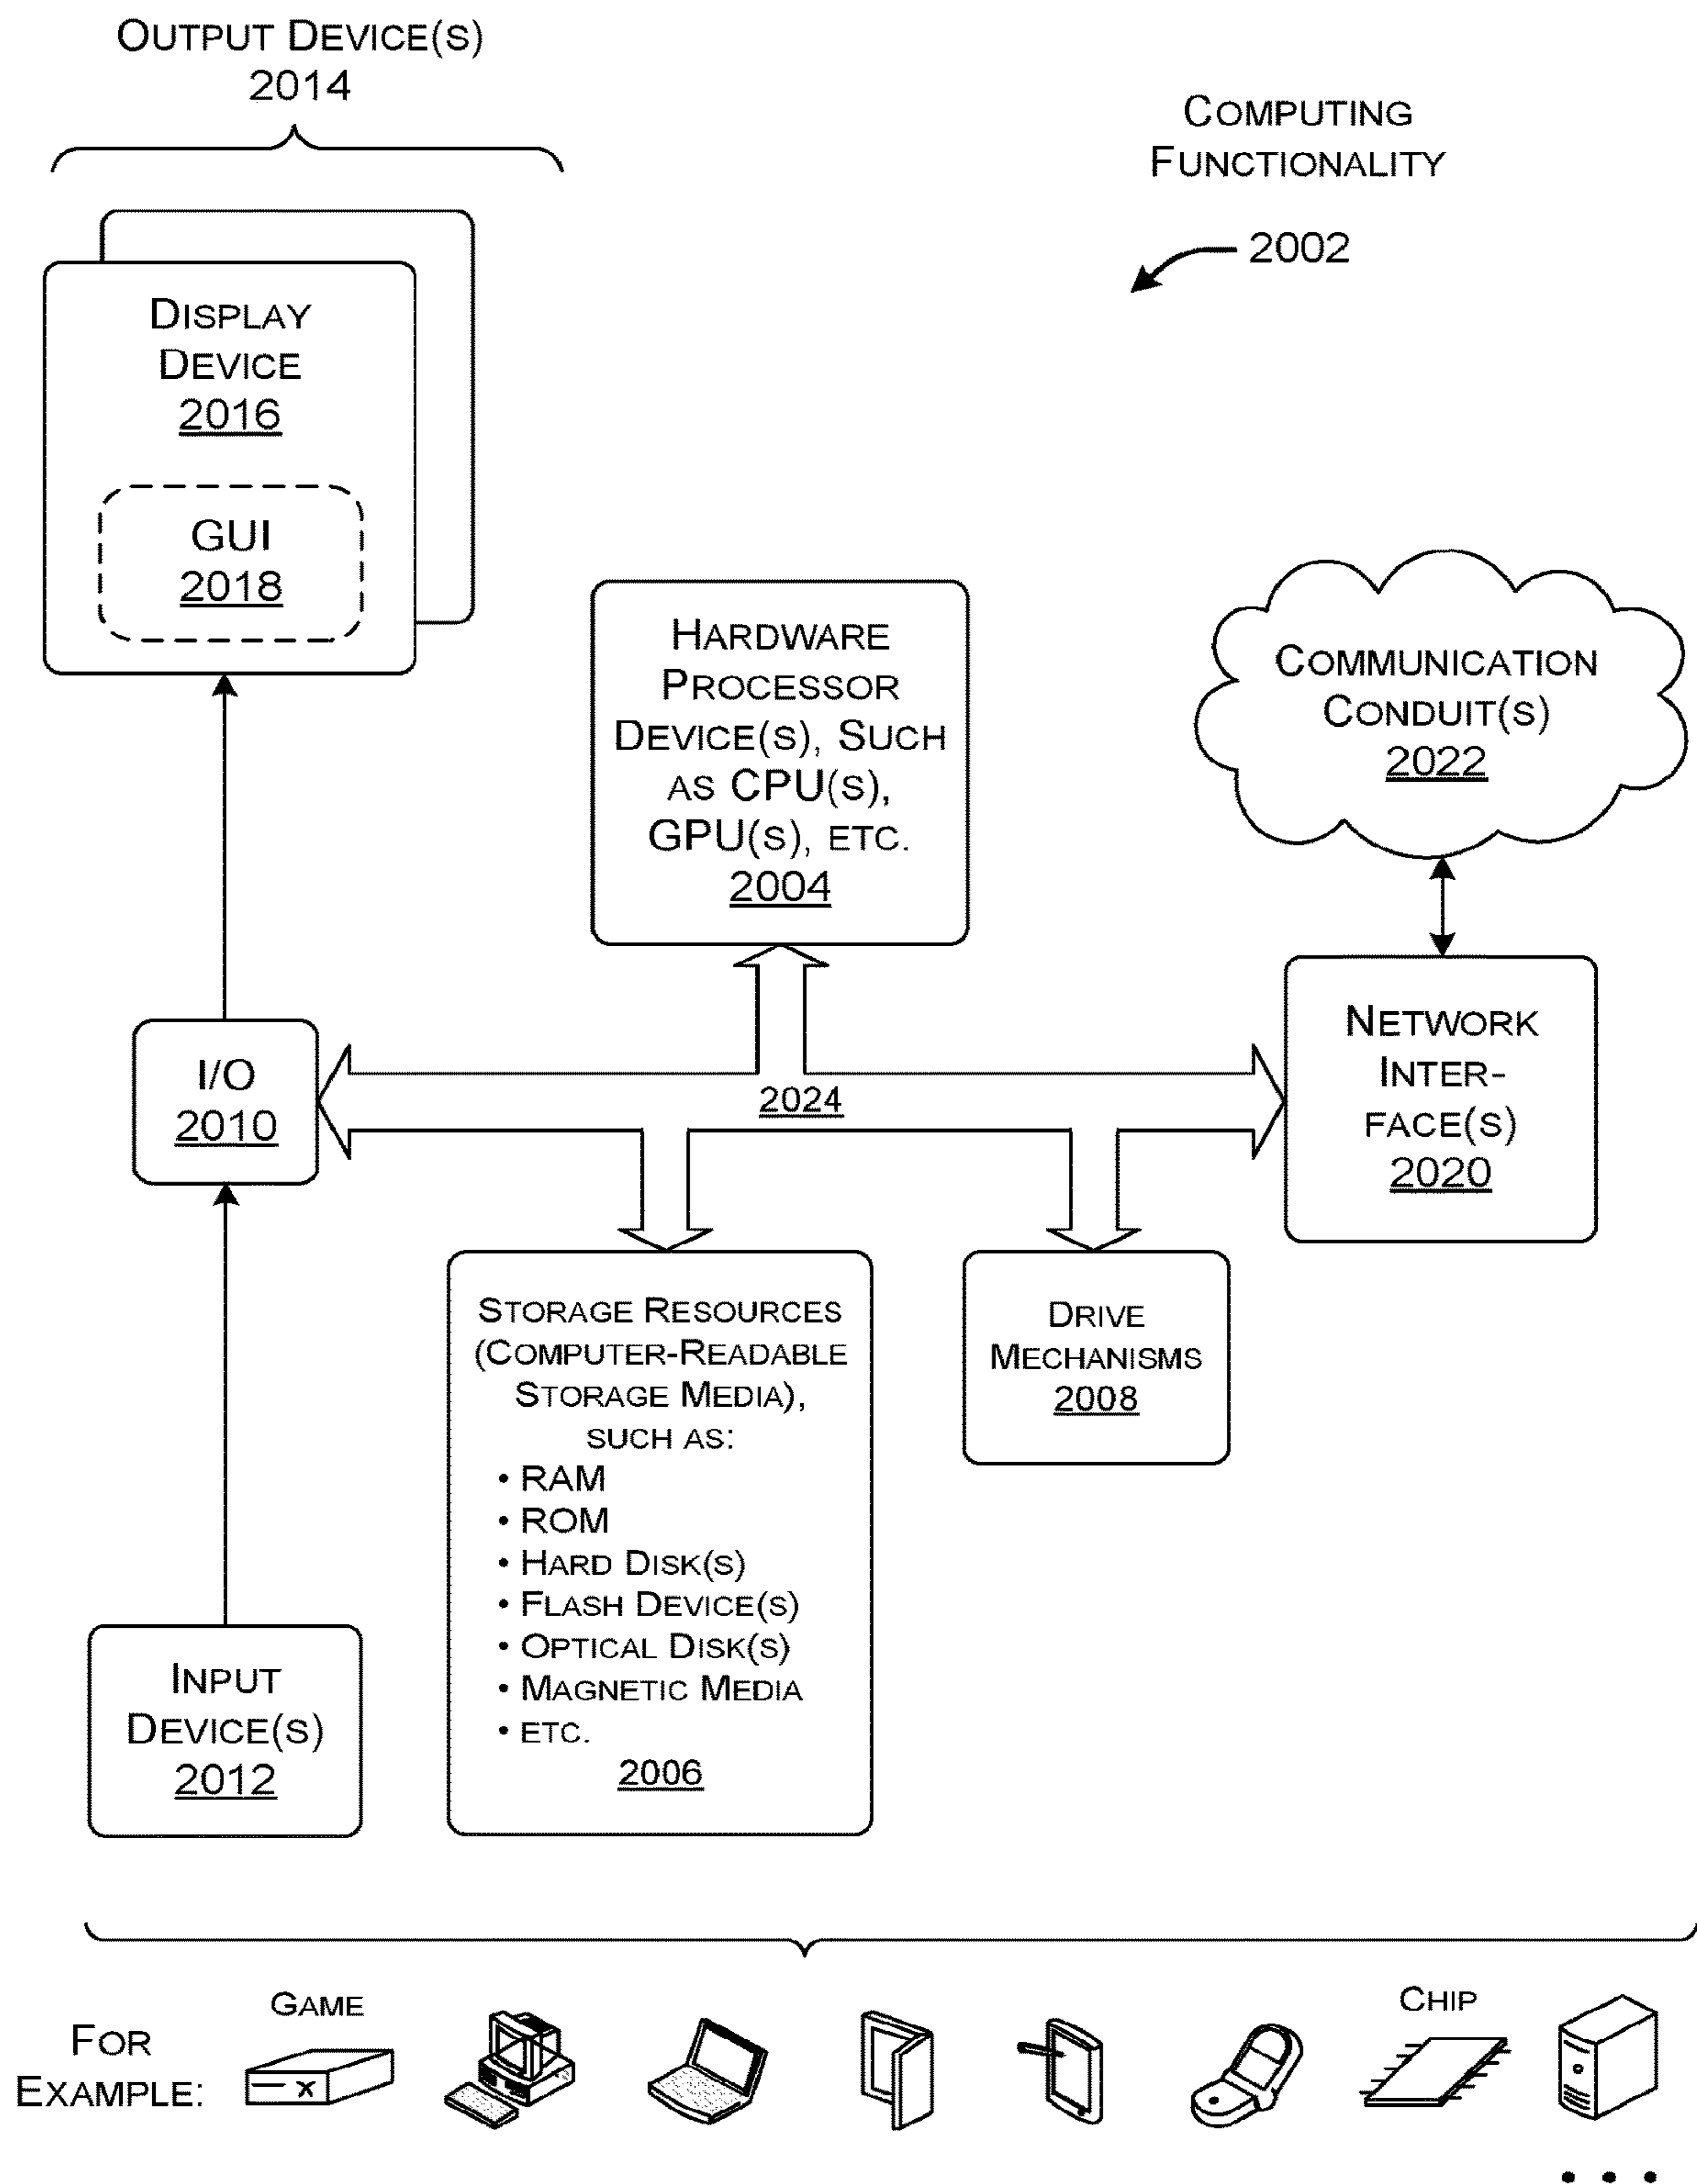 OUTPUT DEVICE(S)
2014
COMPUTING
FUNCTIONALITY
2002
DISPLAY
DEVICE
2016
GUI
2018
HARDWARE
PROCESSOR
DEVICE(S), SUCH
AS CPU(S),
GPU(S), ETC.
2004
COMMUNICATION
CONDUIT(S)
2022
I/O
2010
2024
NETWORK
INTER-
FACE(S)
2020
STORAGE RESOURCES
(COMPUTER-READABLE
STORAGE MEDIA),
SUCH AS:
• RAM
• ROM
• HARD DISK(S)
• FLASH DEVICE(S)
• OPTICAL DISK(S)
• MAGNETIC MEDIA
• ETC.
2006
DRIVE
MECHANISMS
2008
INPUT
DEVICE(S)
2012
FOR
EXAMPLE:
GAME
X
CHIP
• • •